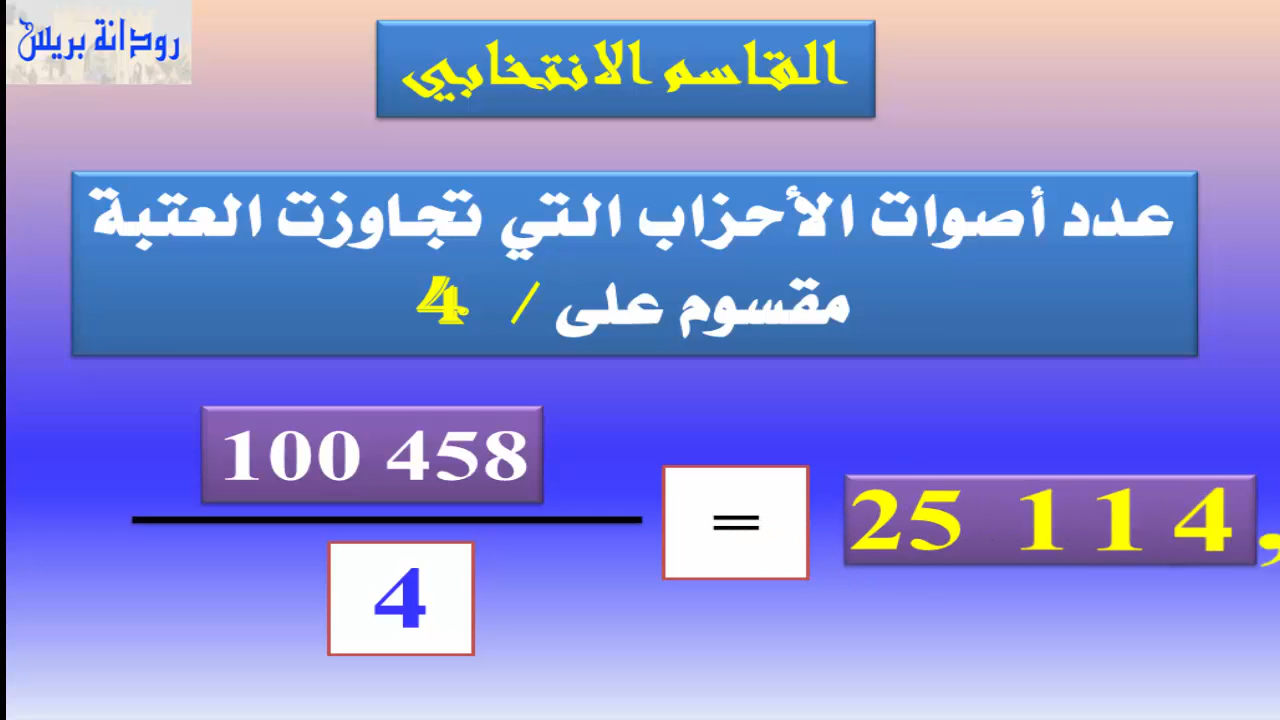 رودانة بريس
القاسم الانتخابي
عدد أصوات الأحزاب التي تجاوزت العتبة
مقسوم على / 4
100 458
4
=
25 114,